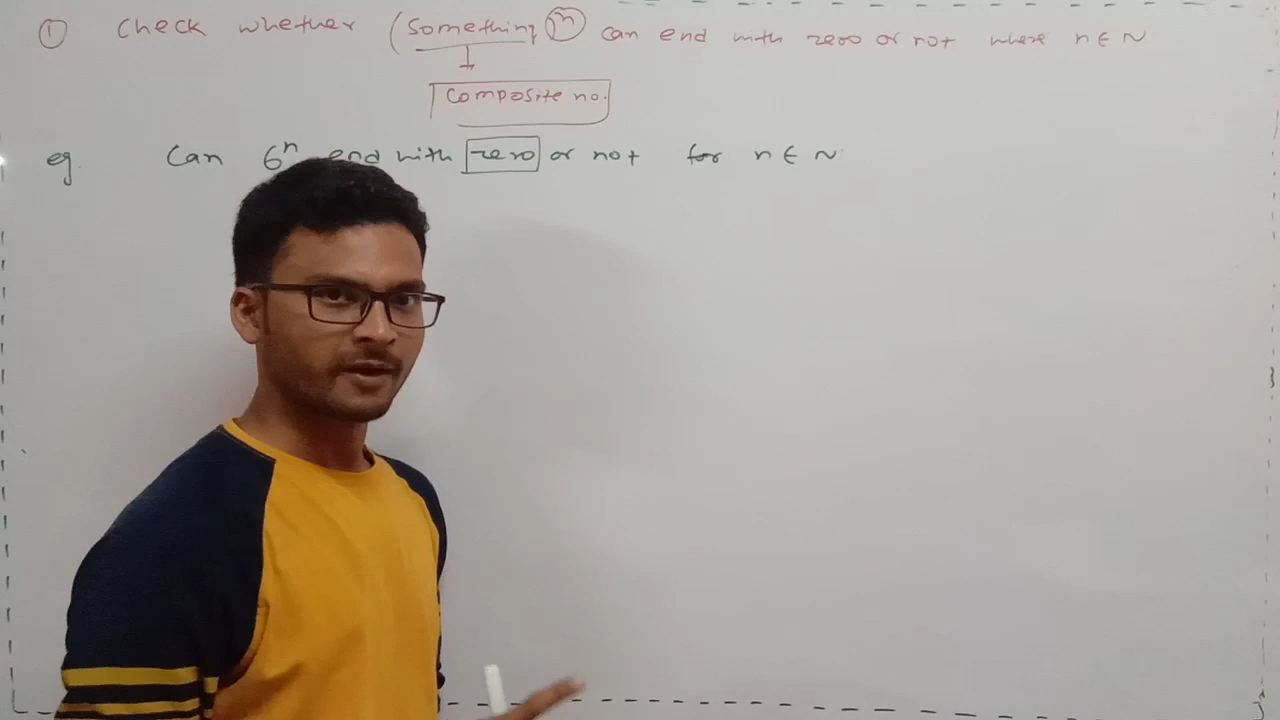 ① Check whether (something)ⁿ can end with zero or not where n ∈ N
Composite no.
eg. Can 6ⁿ end with zero or not for n ∈ N